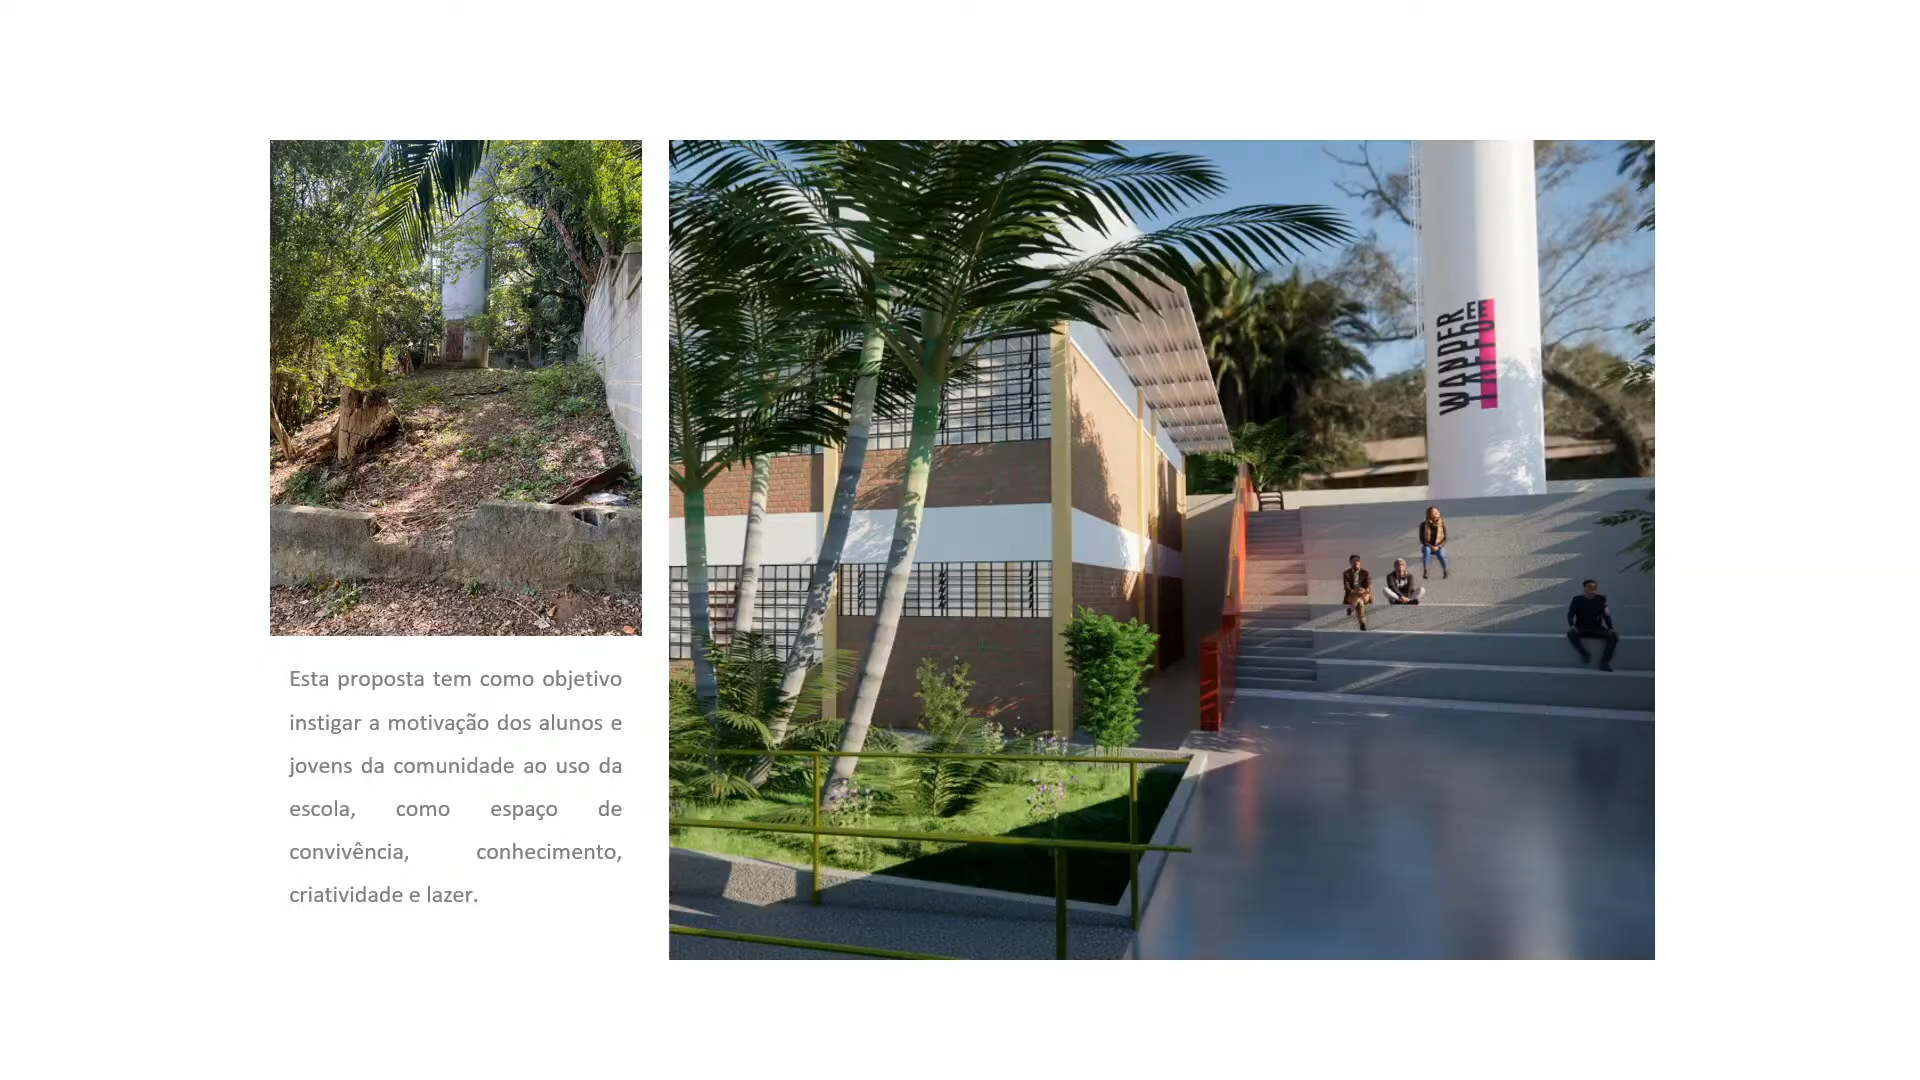 Esta proposta tem como objetivo
instigar a motivação dos alunos e
jovens da comunidade ao uso da
escola, como espaço de
convivência, conhecimento,
criatividade e lazer.
WANDER